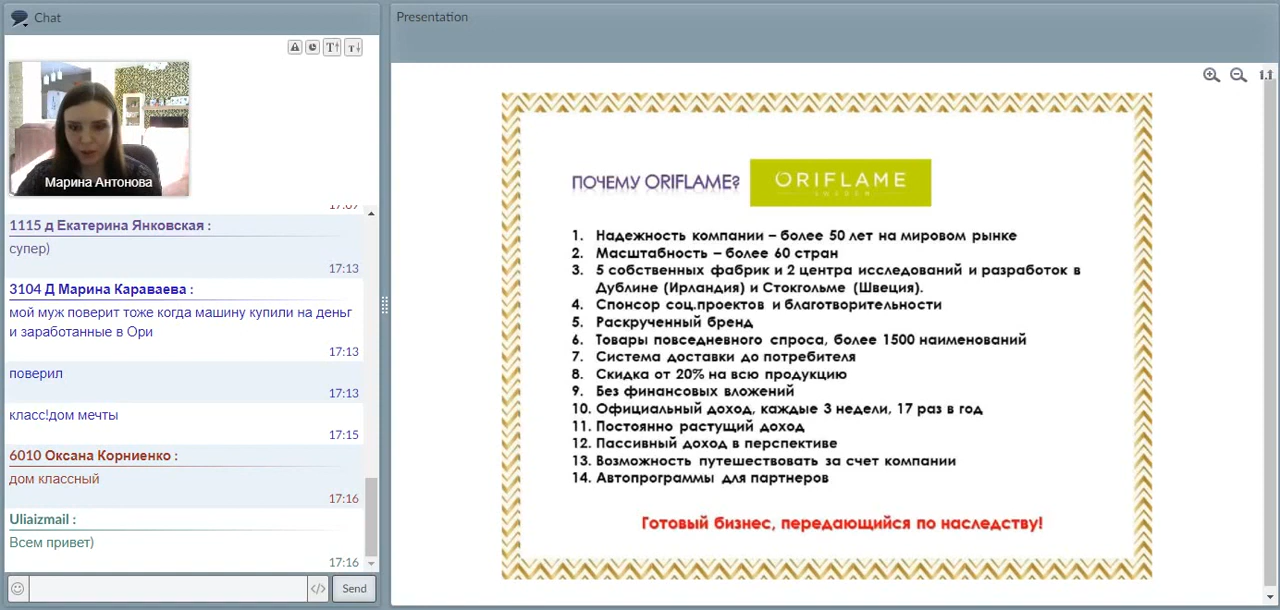 Chat
Марина Антонова
17:09
1115 д Екатерина Янковская :
супер)
17:13
3104 Д Марина Караваева :
мой муж поверит тоже когда машину купили на деньг
и заработанные в Ори
17:13
поверил
17:13
класс!дом мечты
17:15
6010 Оксана Корниенко :
дом классный
17:16
Uliaizmail :
Всем привет)
17:16
Send
Presentation
1:1
ПОЧЕМУ ORIFLAME?
ORIFLAME
SWEDEN
1. Надежность компании – более 50 лет на мировом рынке
2. Масштабность – более 60 стран
3. 5 собственных фабрик и 2 центра исследований и разработок в
Дублине (Ирландия) и Стокгольме (Швеция).
4. Спонсор соц.проектов и благотворительности
5. Раскрученный бренд
6. Товары повседневного спроса, более 1500 наименований
7. Система доставки до потребителя
8. Скидка от 20% на всю продукцию
9. Без финансовых вложений
10. Официальный доход, каждые 3 недели, 17 раз в год
11. Постоянно растущий доход
12. Пассивный доход в перспективе
13. Возможность путешествовать за счет компании
14. Автопрограммы для партнеров
Готовый бизнес, передающийся по наследству!